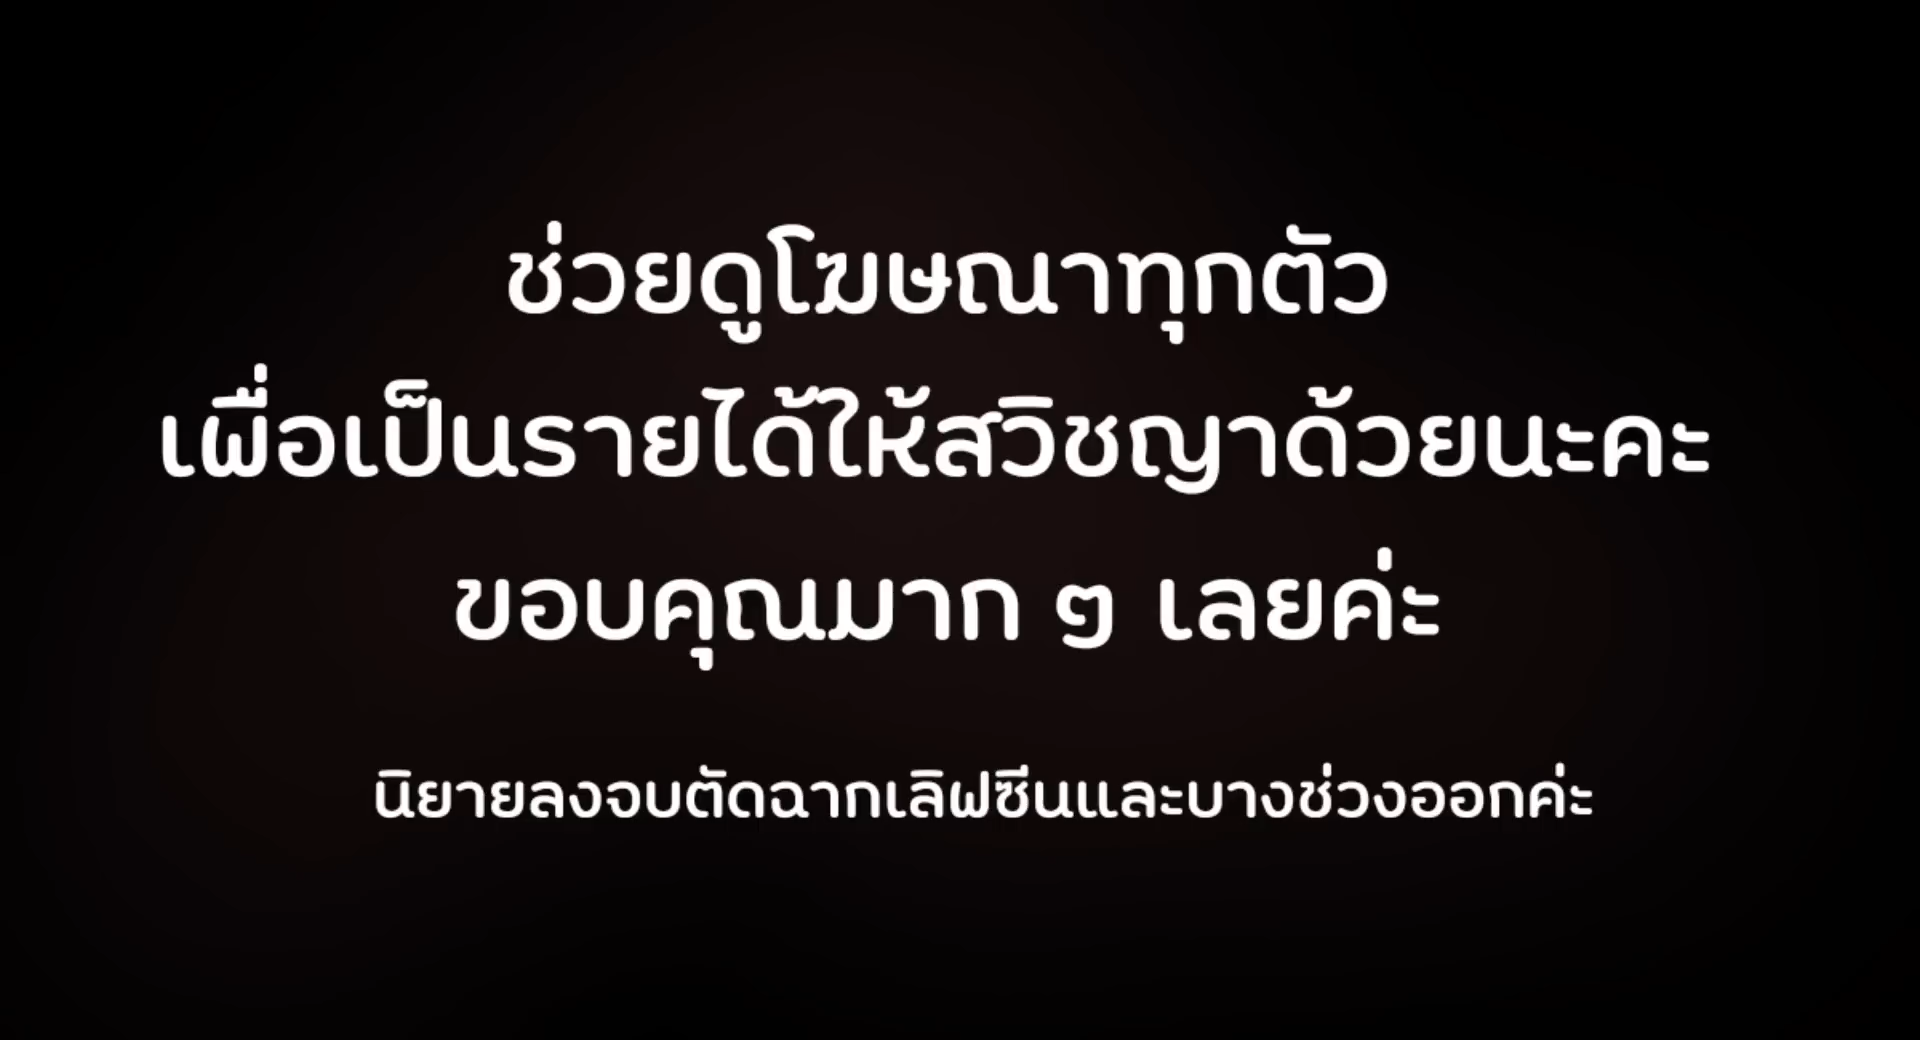 ช่วยดูโฆษณาทุกตัว
เพื่อเป็นรายได้ให้สวิชญาด้วยนะคะ
ขอบคุณมาก ๆ เลยค่ะ
นิยายลงจบตัดฉากเลิฟซีนและบางช่วงออกค่ะ